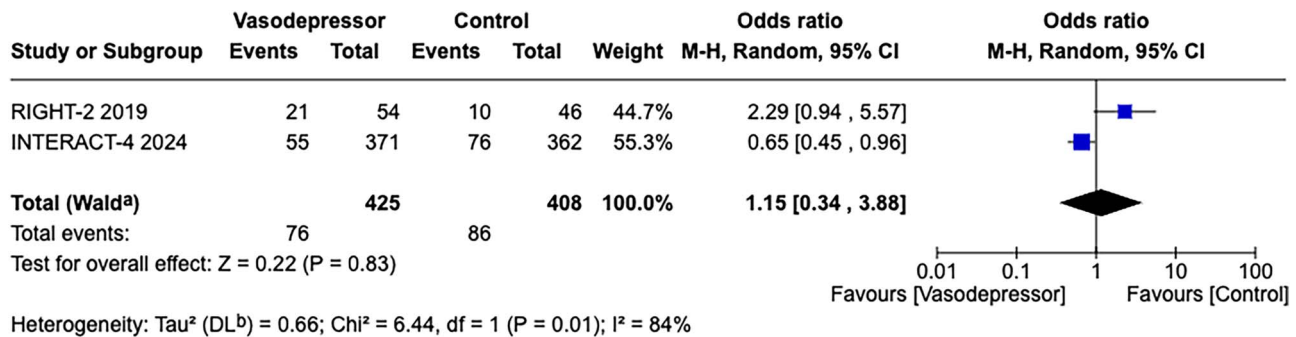 Vasodepressor Control Odds ratio Odds ratio
Study or Subgroup Events Total Events Total Weight M-H, Random, 95% CI M-H, Random, 95% CI
RIGHT-2 2019 21 54 10 46 44.7% 2.29 [0.94 , 5.57]
INTERACT-4 2024 55 371 76 362 55.3% 0.65 [0.45 , 0.96]
Total (Waldᵃ) 425 408 100.0% 1.15 [0.34 , 3.88]
Total events: 76 86
Test for overall effect: Z = 0.22 (P = 0.83)
0.01 0.1 1 10 100
Favours [Vasodepressor] Favours [Control]
Heterogeneity: Tau² (DLᵇ) = 0.66; Chi² = 6.44, df = 1 (P = 0.01); I² = 84%